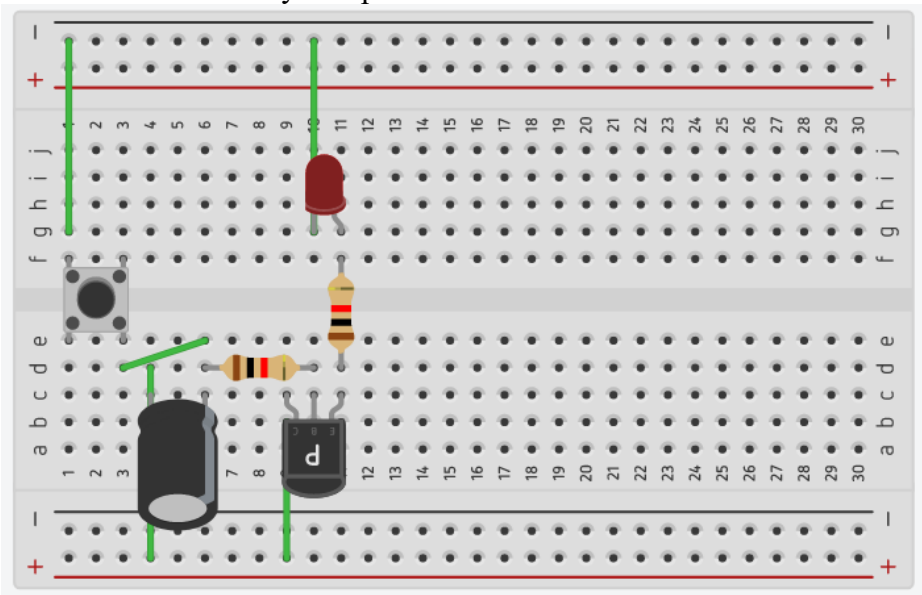 − −
+ +
1 2 3 4 5 6 7 8 9 10 11 12 13 14 15 16 17 18 19 20 21 22 23 24 25 26 27 28 29 30
j j
i i
h h
g g
f f
e e
d d
c c
b C B E b
a P a
1 2 3 7 8 12 13 14 15 16 17 18 19 20 21 22 23 24 25 26 27 28 29 30
− −
+ +